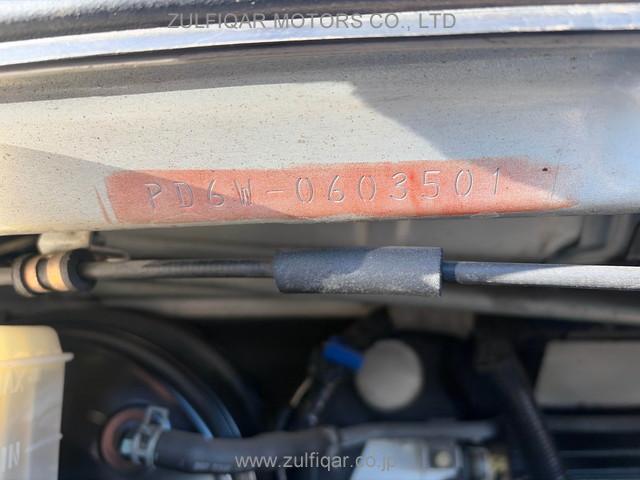 ZULFIQAR MOTORS CO., LTD
PD6W-0603501
www.zulfiqar.co.jp